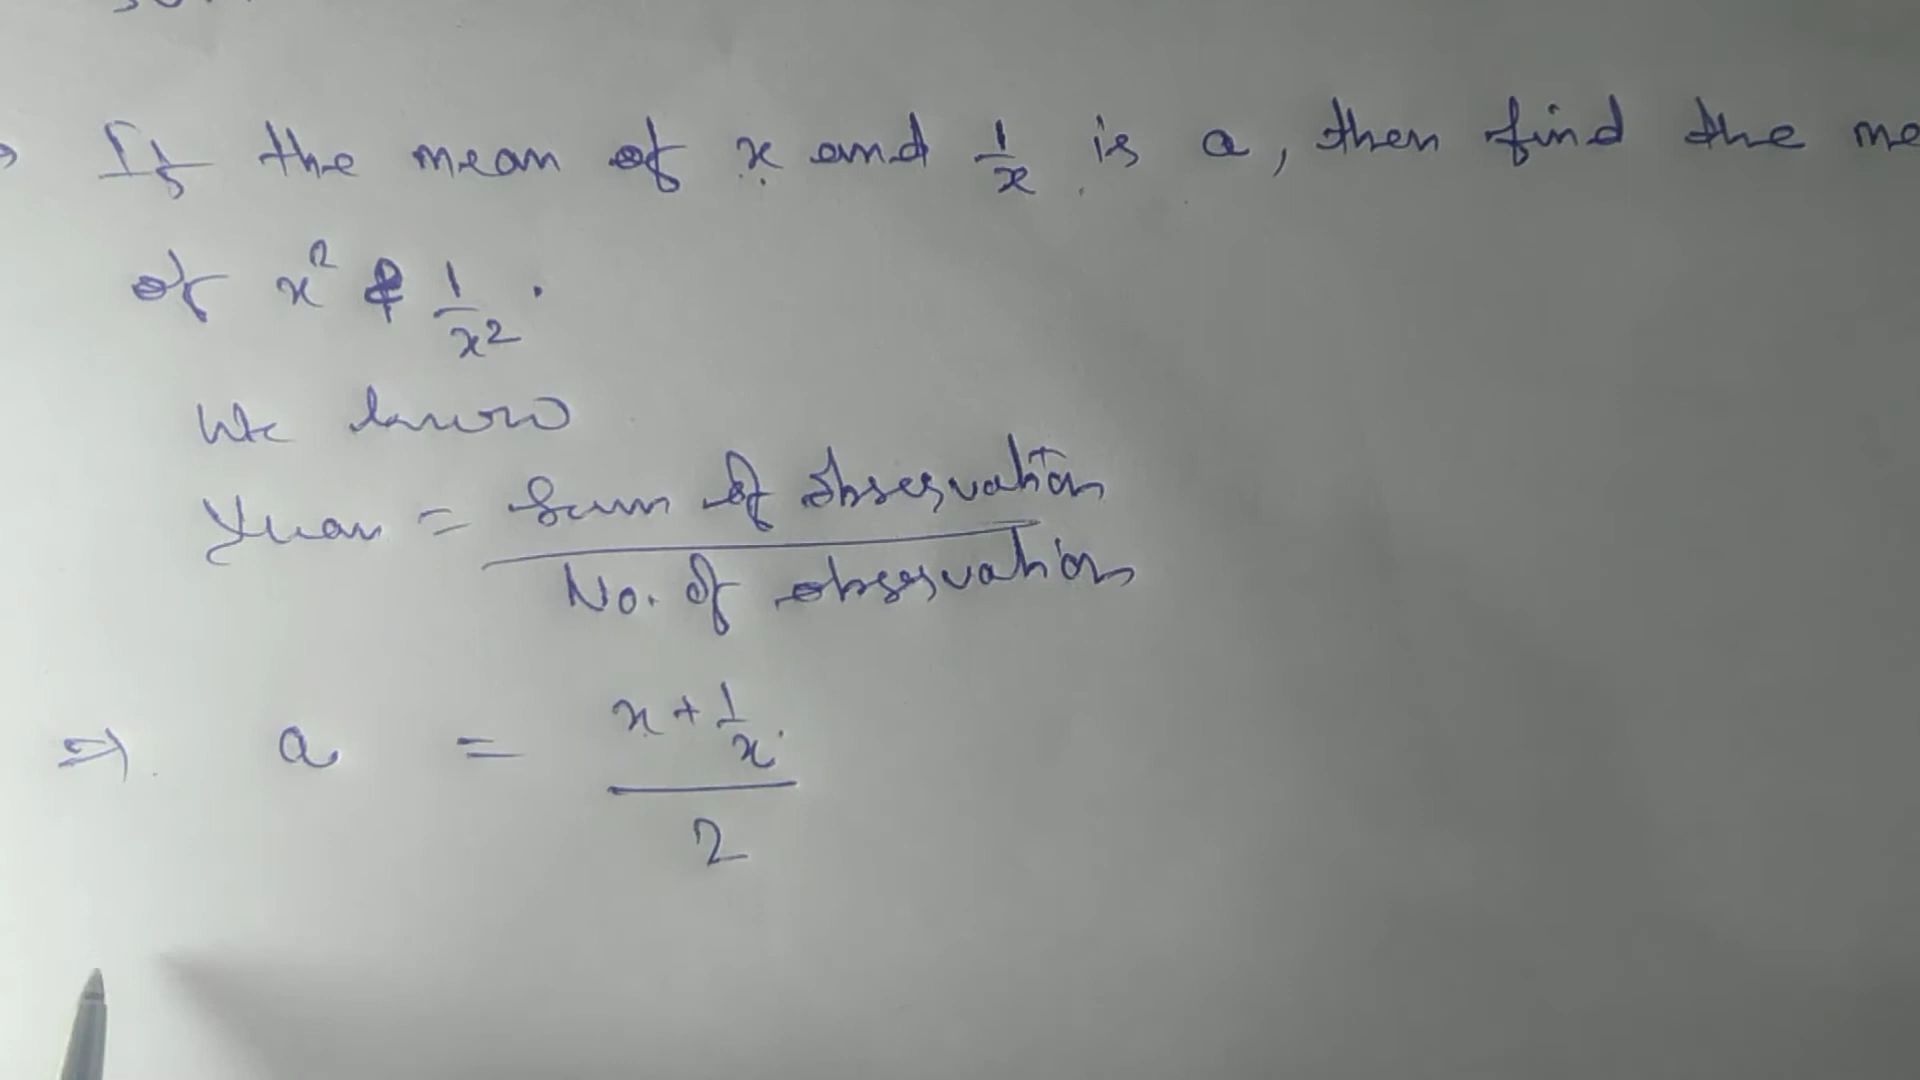 If the mean of x and 1/x is a, then find the me
of x² & 1/x².
We know
Mean = Sum of observation / No. of observation
⇒ a = (x + 1/x) / 2